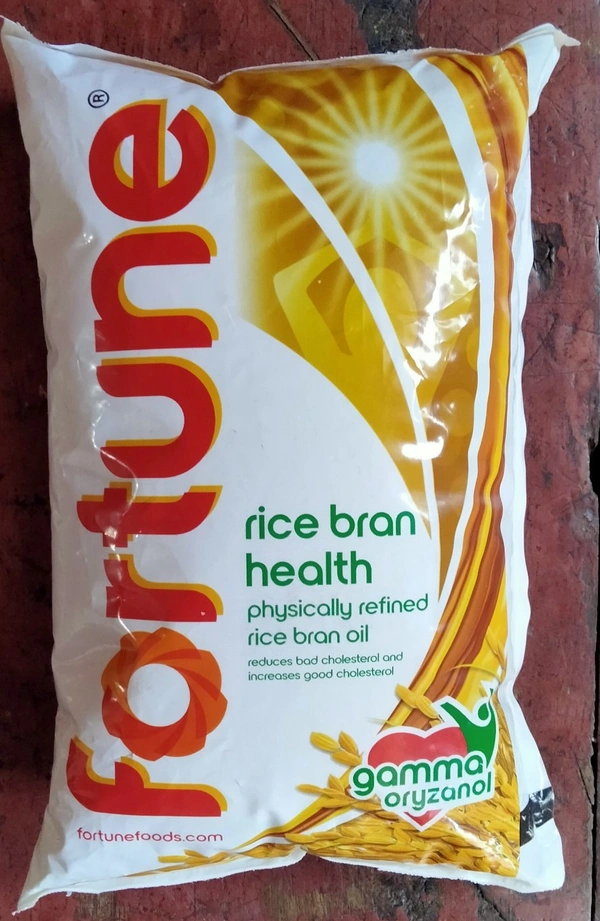 fortune®
rice bran
health
physically refined
rice bran oil
reduces bad cholesterol and
increases good cholesterol
gamma
oryzanol
fortunefoods.com